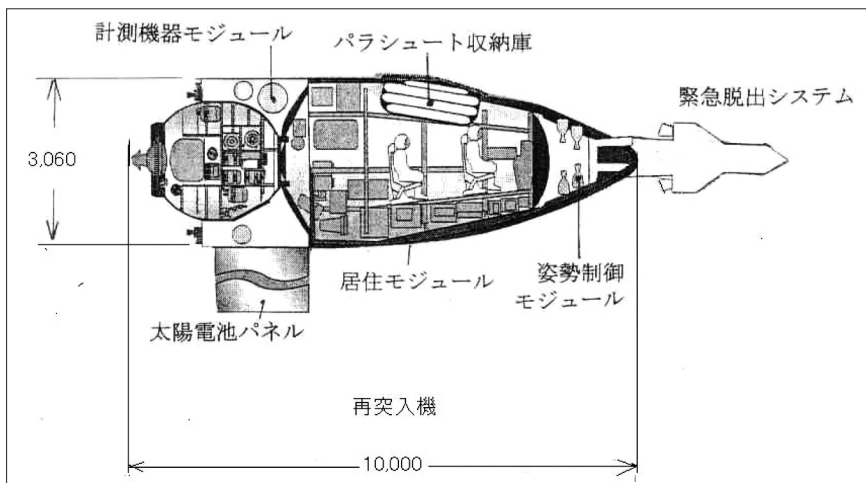 計測機器モジュール
パラシュート収納庫
緊急脱出システム
3,060
居住モジュール
姿勢制御
モジュール
太陽電池パネル
再突入機
10,000